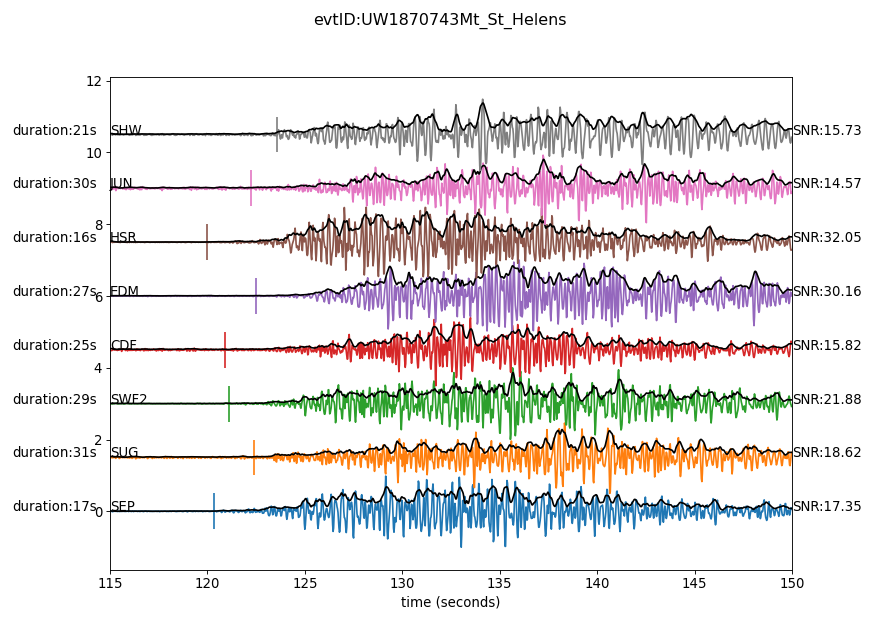 evtID:UW1870743Mt_St_Helens
12
duration:21s SHW SNR:15.73
10
duration:30s JUN SNR:14.57
8
duration:16s HSR SNR:32.05
duration:27s EDM SNR:30.16
6
duration:25s CDF SNR:15.82
4
duration:29s SWF2 SNR:21.88
2
duration:31s SUG SNR:18.62
duration:17s SEP SNR:17.35
0
115 120 125 130 135 140 145 150
time (seconds)